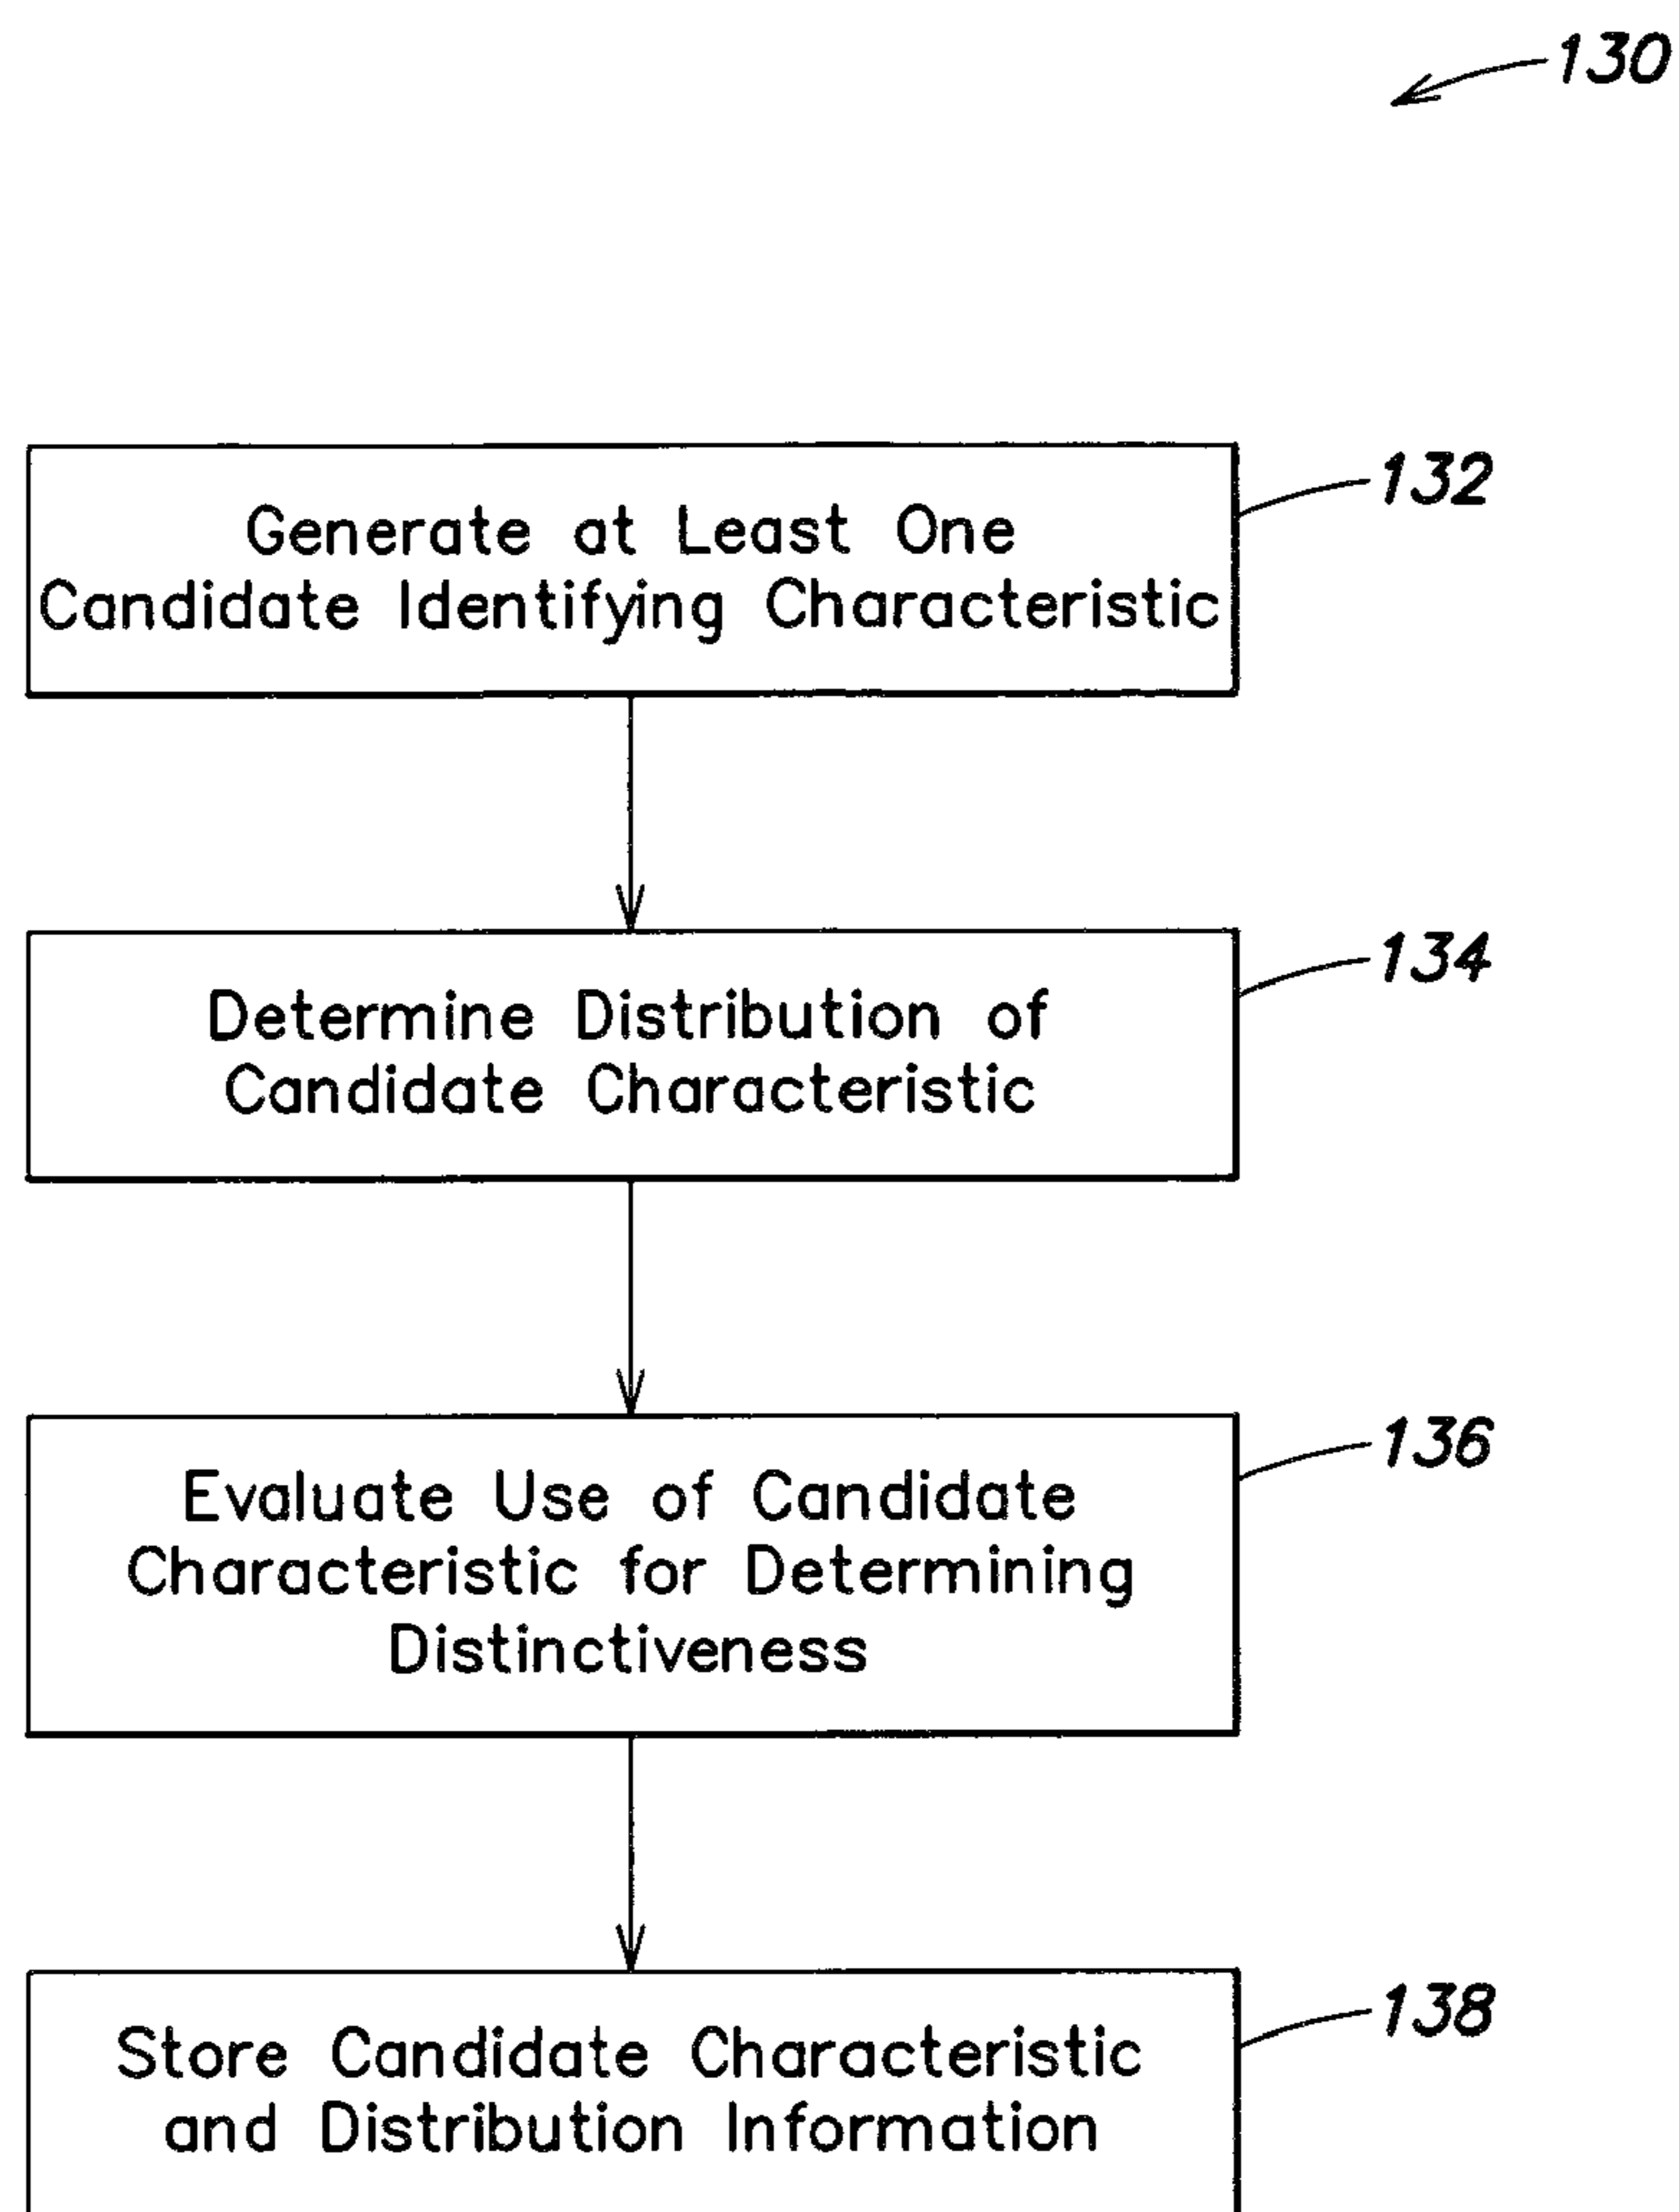 130
132
Generate at Least One
Candidate Identifying Characteristic
134
Determine Distribution of
Candidate Characteristic
136
Evaluate Use of Candidate
Characteristic for Determining
Distinctiveness
138
Store Candidate Characteristic
and Distribution Information